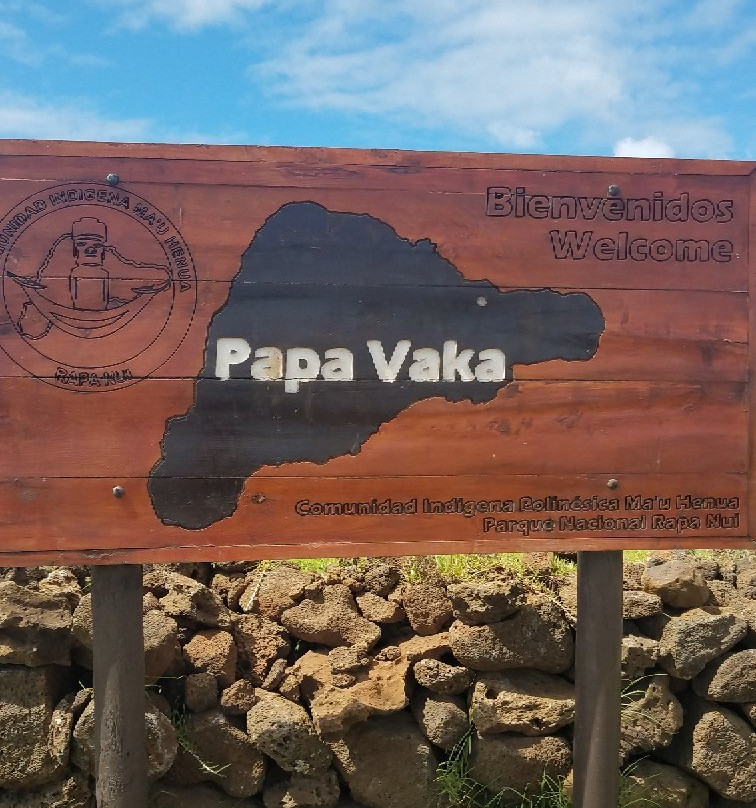 COMUNIDAD INDIGENA MA'U HENUA
RAPA NUI
Bienvenidos
Welcome
Papa Vaka
Comunidad Indigena Polinésica Ma'u Henua
Parque Nacional Rapa Nui